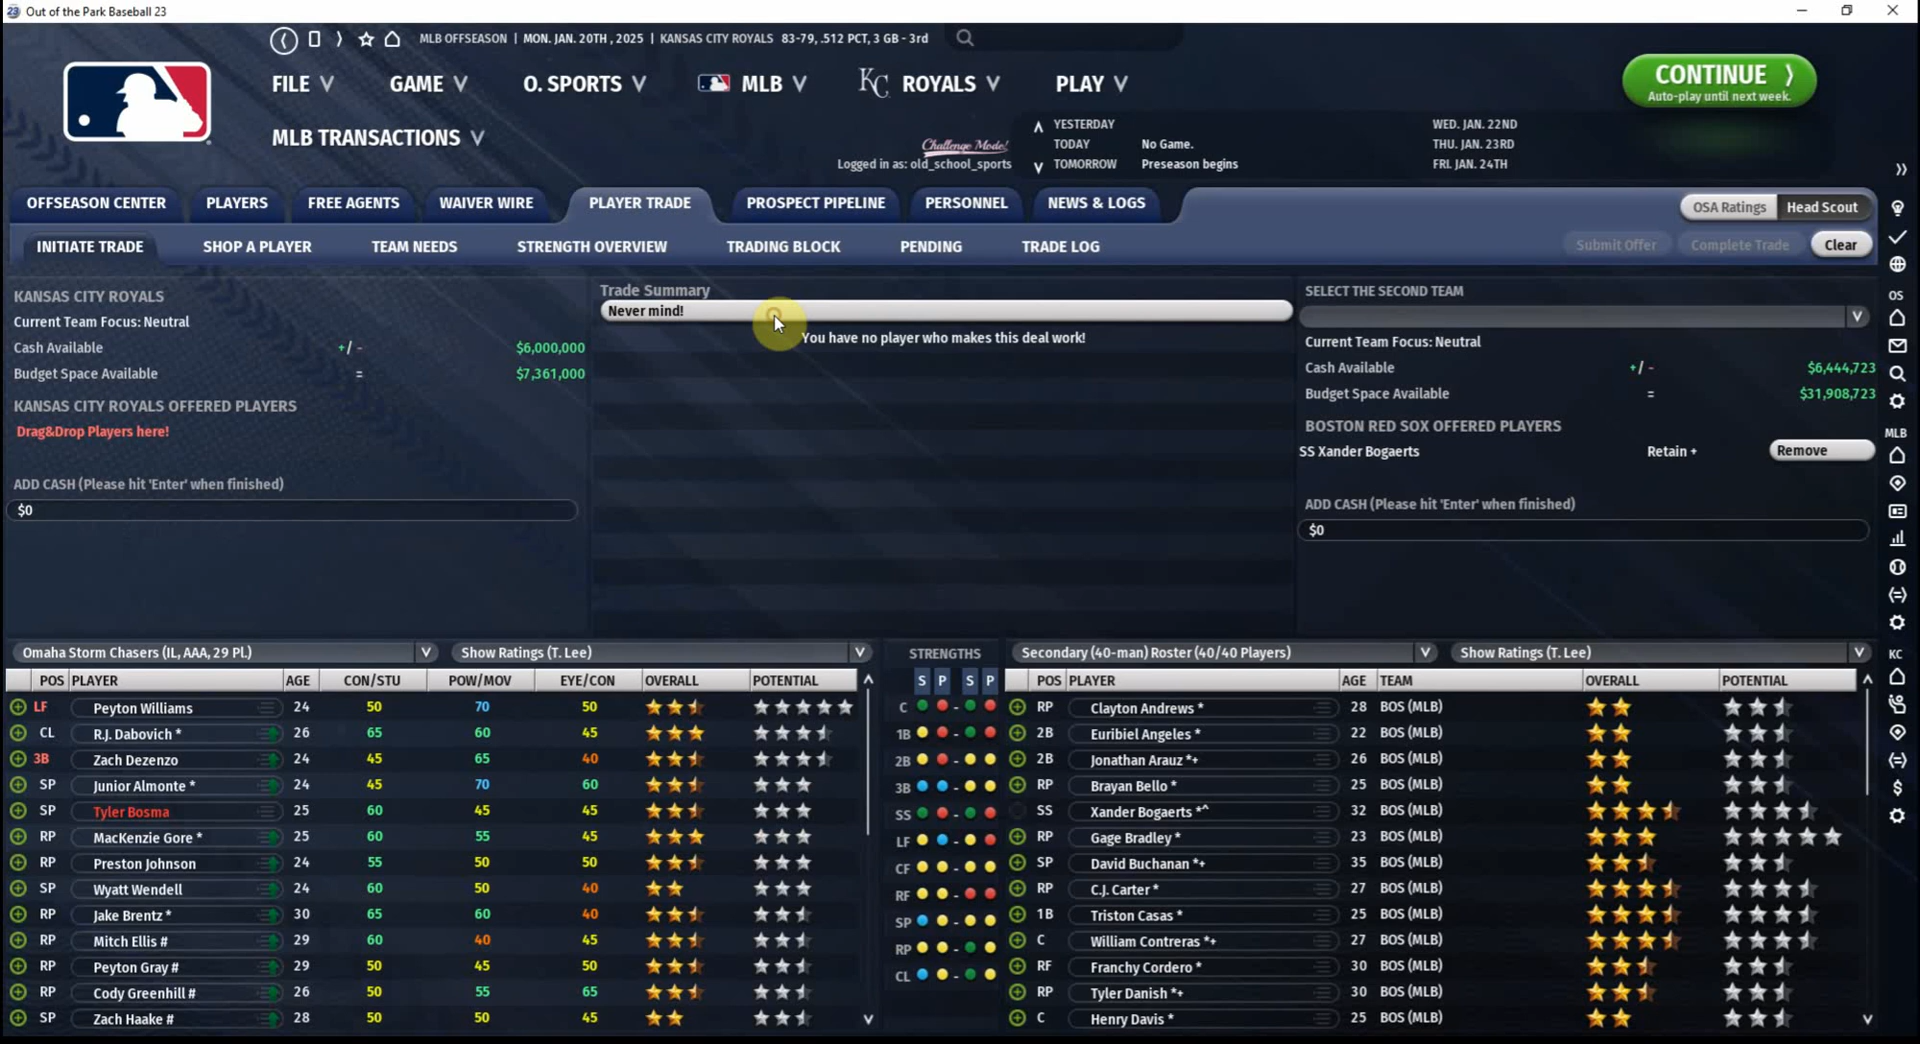 Out of the Park Baseball 23
MLB OFFSEASON | MON. JAN. 20TH , 2025 | KANSAS CITY ROYALS 83-79, .512 PCT, 3 GB - 3rd
FILE GAME O. SPORTS MLB ROYALS PLAY
CONTINUE
Auto-play until next week.
MLB TRANSACTIONS
Challenge Mode!
Logged in as: old_school_sports
YESTERDAY WED. JAN. 22ND
TODAY No Game. THU. JAN. 23RD
TOMORROW Preseason begins FRI. JAN. 24TH
OFFSEASON CENTER PLAYERS FREE AGENTS WAIVER WIRE PLAYER TRADE PROSPECT PIPELINE PERSONNEL NEWS & LOGS OSA Ratings Head Scout
INITIATE TRADE SHOP A PLAYER TEAM NEEDS STRENGTH OVERVIEW TRADING BLOCK PENDING TRADE LOG Submit Offer Complete Trade Clear
KANSAS CITY ROYALS
Current Team Focus: Neutral
Cash Available +/- $6,000,000
Budget Space Available = $7,361,000
KANSAS CITY ROYALS OFFERED PLAYERS
Drag&Drop Players here!
ADD CASH (Please hit 'Enter' when finished)
$0
Trade Summary
Never mind!
You have no player who makes this deal work!
SELECT THE SECOND TEAM
Current Team Focus: Neutral
Cash Available +/- $6,444,723
Budget Space Available = $31,908,723
BOSTON RED SOX OFFERED PLAYERS
SS Xander Bogaerts Retain + Remove
ADD CASH (Please hit 'Enter' when finished)
$0
Omaha Storm Chasers (IL, AAA, 29 Pl.) Show Ratings (T. Lee)
POS PLAYER AGE CON/STU POW/MOV EYE/CON OVERALL POTENTIAL
LF Peyton Williams 24 50 70 50
CL R.J. Dabovich * 26 65 60 45
3B Zach Dezenzo 24 45 65 40
SP Junior Almonte * 24 45 70 60
SP Tyler Bosma 25 60 45 45
RP MacKenzie Gore * 25 60 55 45
RP Preston Johnson 24 55 50 50
SP Wyatt Wendell 24 60 50 40
RP Jake Brentz * 30 65 60 40
RP Mitch Ellis # 29 60 40 45
RP Peyton Gray # 29 50 45 50
RP Cody Greenhill # 26 50 55 65
SP Zach Haake # 28 50 50 45
STRENGTHS
S P S P
C -
1B -
2B -
3B -
SS -
LF -
CF -
RF -
SP -
RP -
CL -
Secondary (40-man) Roster (40/40 Players) Show Ratings (T. Lee)
POS PLAYER AGE TEAM OVERALL POTENTIAL
RP Clayton Andrews * 28 BOS (MLB)
2B Euribiel Angeles * 22 BOS (MLB)
2B Jonathan Arauz *+ 26 BOS (MLB)
RP Brayan Bello * 25 BOS (MLB)
SS Xander Bogaerts *^ 32 BOS (MLB)
RP Gage Bradley * 23 BOS (MLB)
SP David Buchanan *+ 35 BOS (MLB)
RP C.J. Carter * 27 BOS (MLB)
1B Triston Casas * 25 BOS (MLB)
C William Contreras *+ 27 BOS (MLB)
RF Franchy Cordero * 30 BOS (MLB)
RP Tyler Danish *+ 30 BOS (MLB)
C Henry Davis * 25 BOS (MLB)
OS
MLB
KC